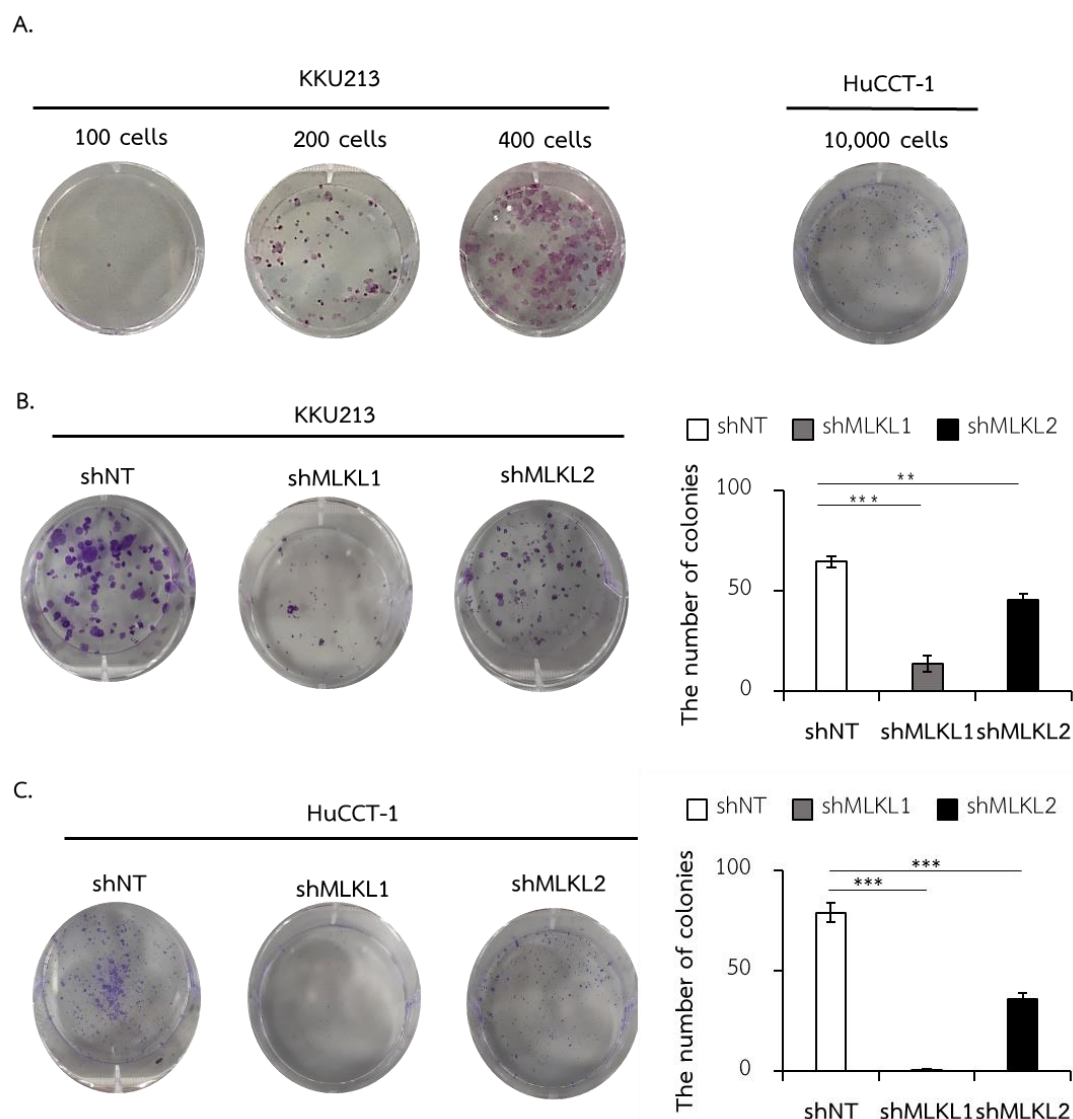 A.
KKU213
HuCCT-1
100 cells
200 cells
400 cells
10,000 cells
B.
KKU213
shNT
shMLKL1
shMLKL2
shNT
shMLKL1
shMLKL2
The number of colonies
100
50
0
**
***
shNT
shMLKL1
shMLKL2
C.
HuCCT-1
shNT
shMLKL1
shMLKL2
shNT
shMLKL1
shMLKL2
The number of colonies
100
50
0
***
***
shNT
shMLKL1
shMLKL2